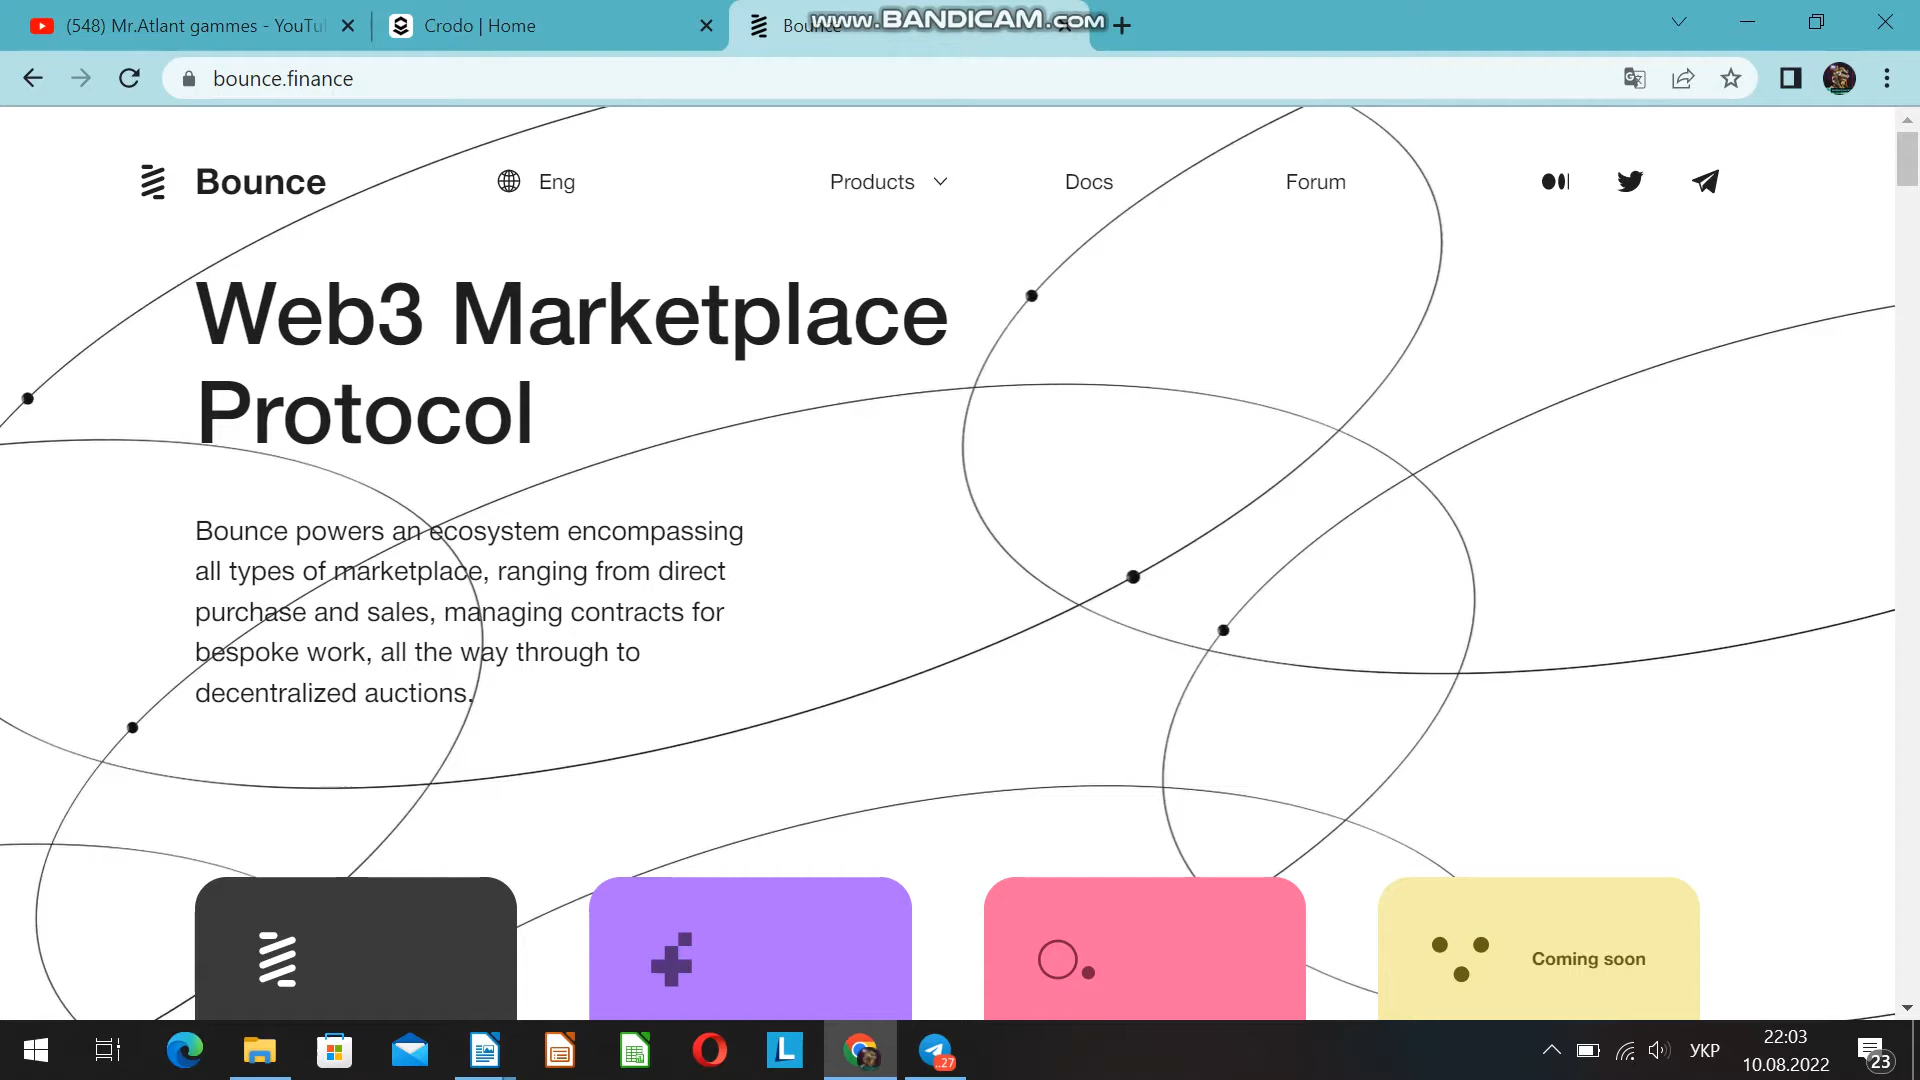 (548) Mr.Atlant gammes - YouTu
Crodo | Home
Bounce
www.BANDICAM.com
bounce.finance
Bounce
Eng
Products
Docs
Forum
Web3 Marketplace
Protocol
Bounce powers an ecosystem encompassing
all types of marketplace, ranging from direct
purchase and sales, managing contracts for
bespoke work, all the way through to
decentralized auctions.
Coming soon
L
..27
УКР
22:03
10.08.2022
23